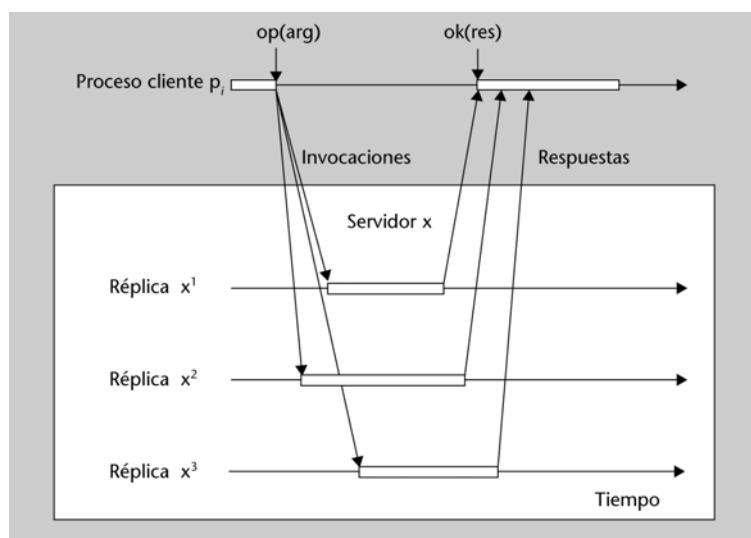 op(arg)
ok(res)
Proceso cliente pᵢ
Invocaciones
Respuestas
Servidor x
Réplica x¹
Réplica x²
Réplica x³
Tiempo